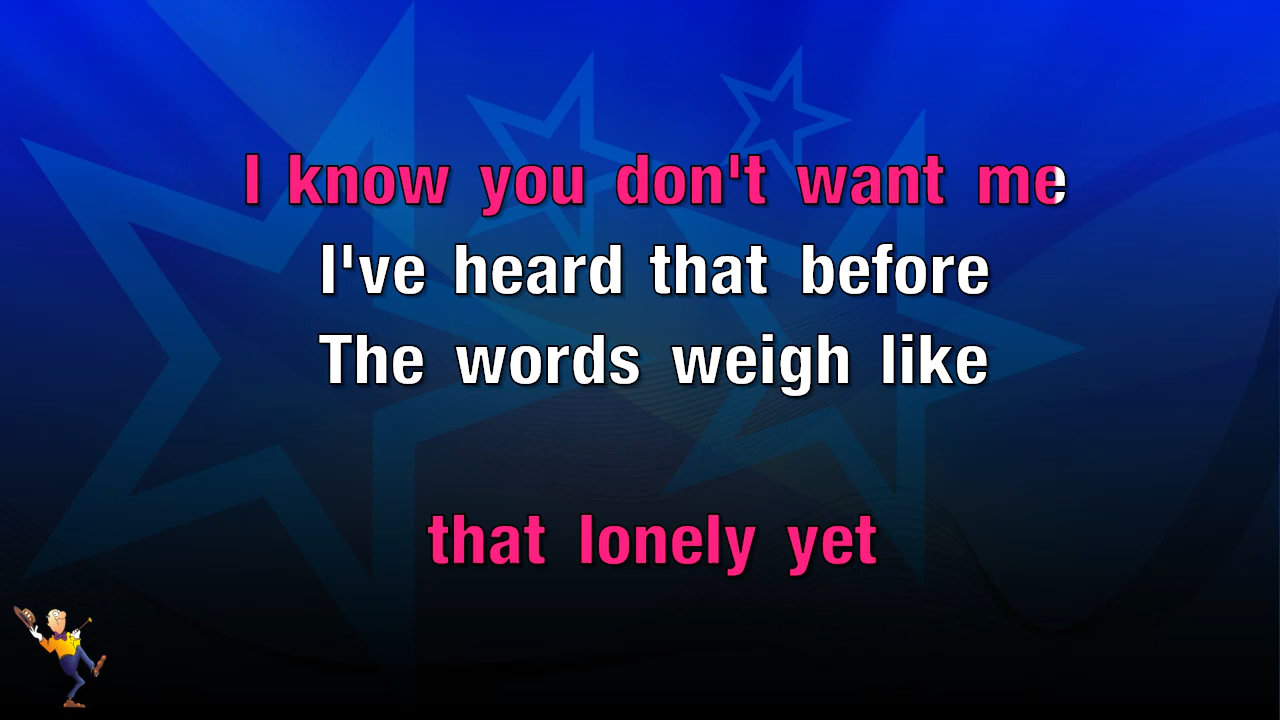 I know you don't want me
I've heard that before
The words weigh like
that lonely yet